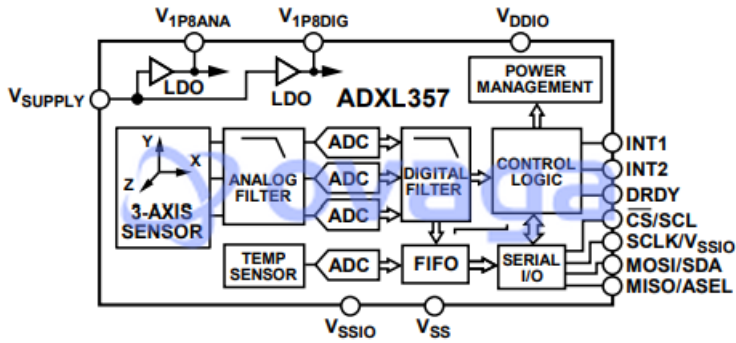 V1P8ANA
V1P8DIG
VDDIO
VSUPPLY
LDO
LDO
ADXL357
POWER
MANAGEMENT
Y
X
Z
3-AXIS
SENSOR
ANALOG
FILTER
ADC
ADC
ADC
DIGITAL
FILTER
CONTROL
LOGIC
INT1
INT2
DRDY
C̅S̅/SCL
SCLK/VSSIO
MOSI/SDA
MISO/ASEL
TEMP
SENSOR
ADC
FIFO
SERIAL
I/O
VSSIO
VSS
ovaga